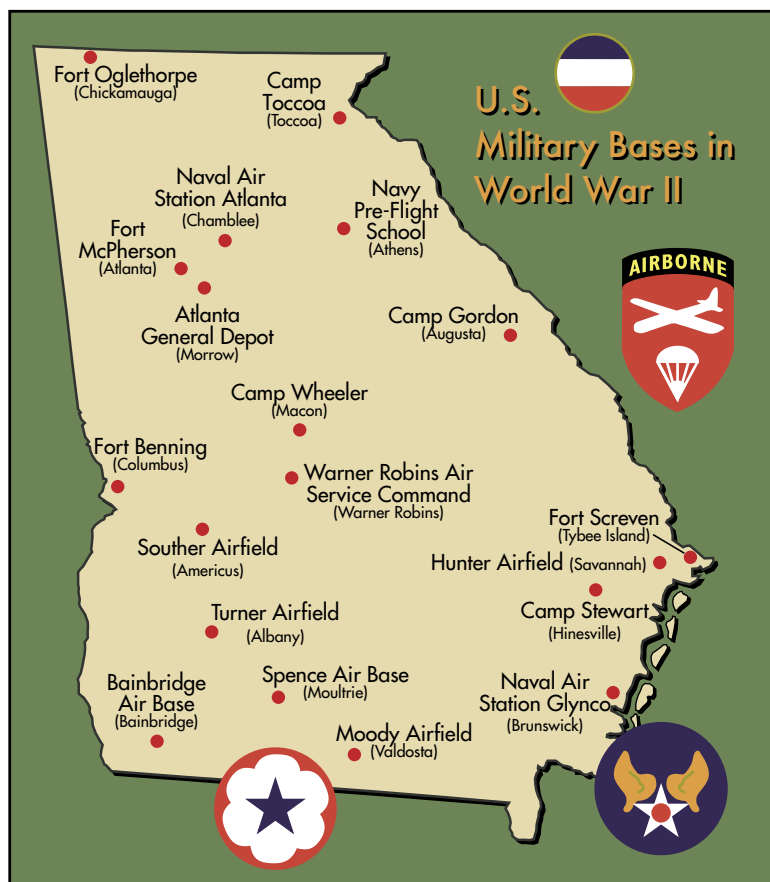 U.S.
Military Bases in
World War II
AIRBORNE
Fort Oglethorpe
(Chickamauga)
Camp
Toccoa
(Toccoa)
Naval Air
Station Atlanta
(Chamblee)
Navy
Pre-Flight
School
(Athens)
Fort
McPherson
(Atlanta)
Atlanta
General Depot
(Morrow)
Camp Gordon
(Augusta)
Camp Wheeler
(Macon)
Fort Benning
(Columbus)
Warner Robins Air
Service Command
(Warner Robins)
Fort Screven
(Tybee Island)
Souther Airfield
(Americus)
Hunter Airfield (Savannah)
Camp Stewart
(Hinesville)
Turner Airfield
(Albany)
Spence Air Base
(Moultrie)
Bainbridge
Air Base
(Bainbridge)
Naval Air
Station Glynco
(Brunswick)
Moody Airfield
(Valdosta)